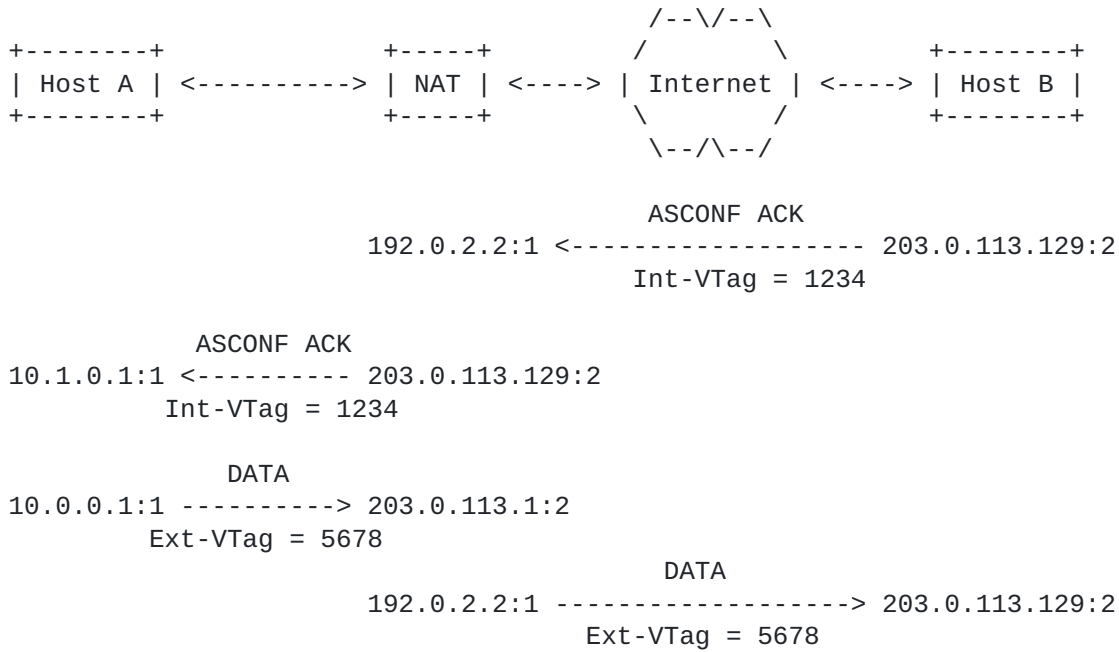 /--\/--\
+--------+              +-----+         /        \         +--------+
| Host A | <----------> | NAT | <----> | Internet | <----> | Host B |
+--------+              +-----+         \        /         +--------+
                                         \--/\--/
ASCONF ACK
192.0.2.2:1 <------------------- 203.0.113.129:2
Int-VTag = 1234
ASCONF ACK
10.1.0.1:1 <---------- 203.0.113.129:2
Int-VTag = 1234
DATA
10.0.0.1:1 ----------> 203.0.113.1:2
Ext-VTag = 5678
DATA
192.0.2.2:1 -------------------> 203.0.113.129:2
Ext-VTag = 5678